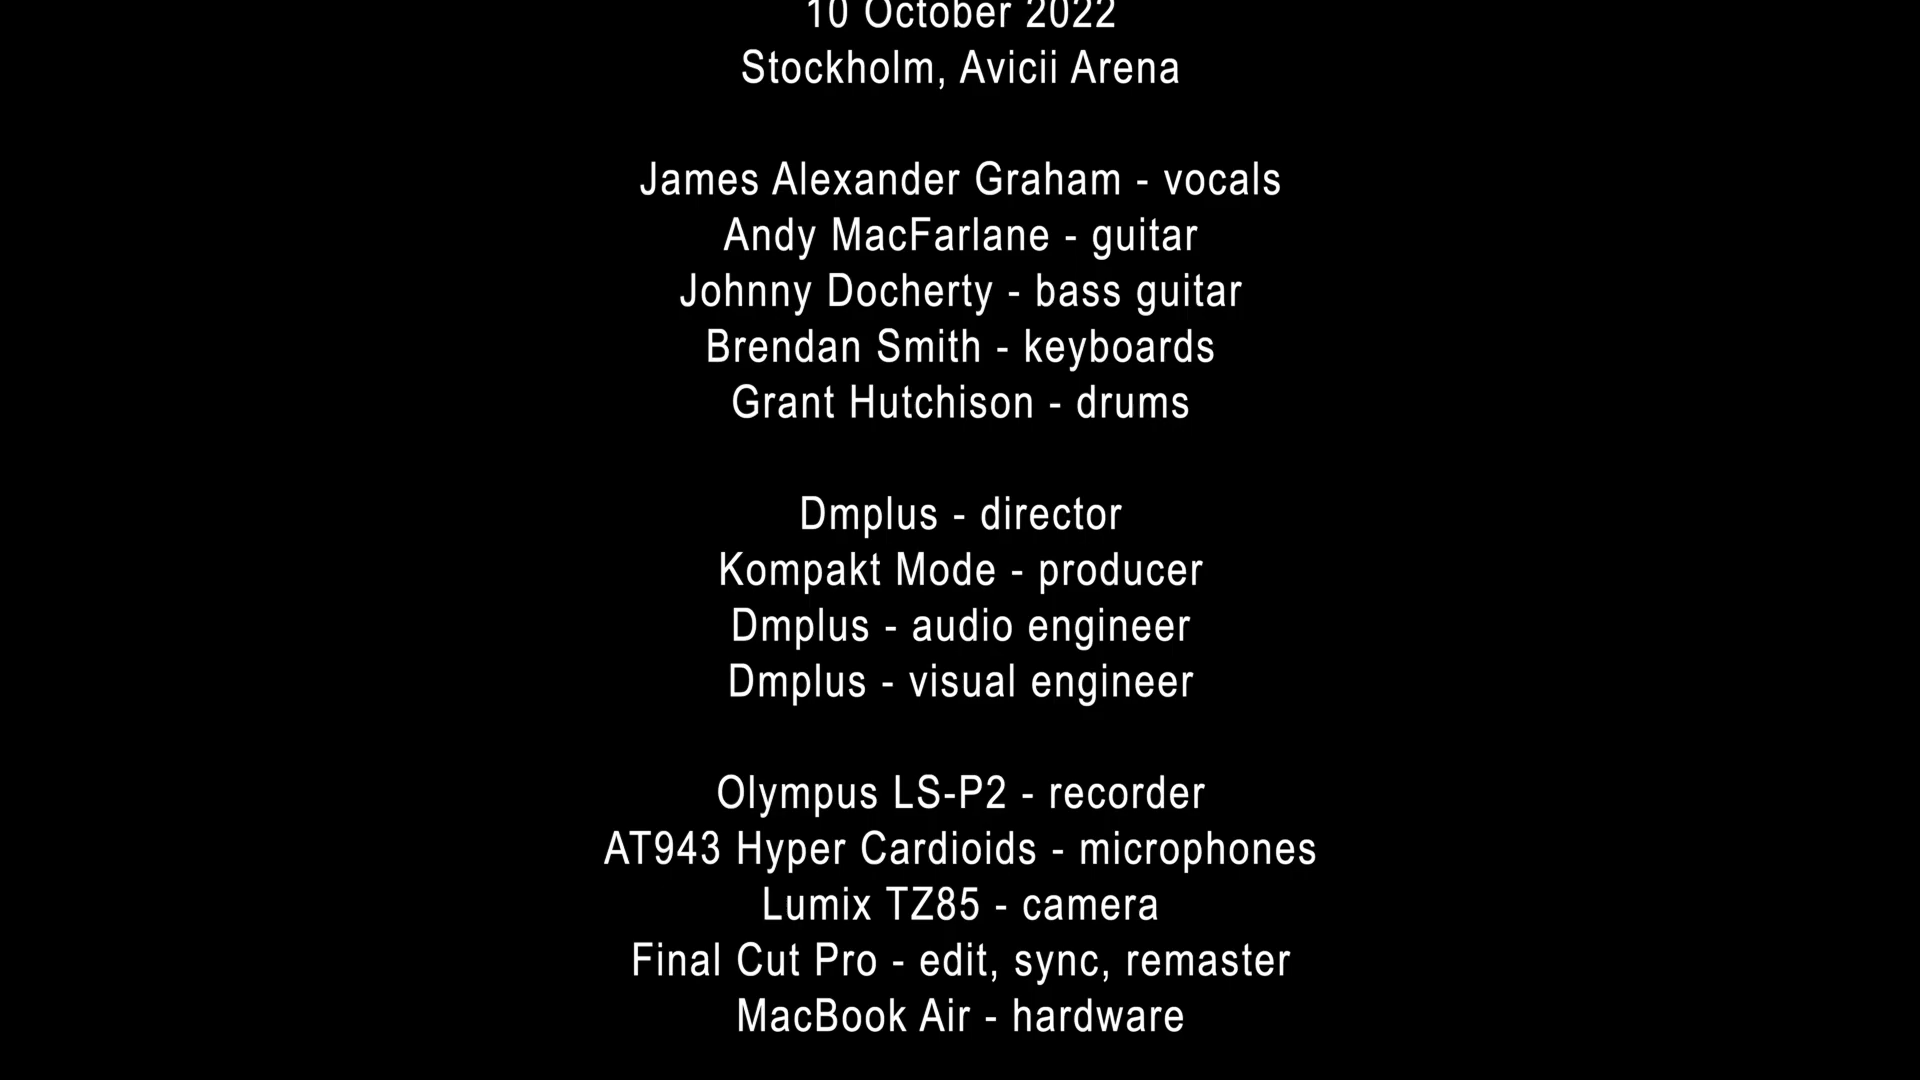 10 October 2022
Stockholm, Avicii Arena
James Alexander Graham - vocals
Andy MacFarlane - guitar
Johnny Docherty - bass guitar
Brendan Smith - keyboards
Grant Hutchison - drums
Dmplus - director
Kompakt Mode - producer
Dmplus - audio engineer
Dmplus - visual engineer
Olympus LS-P2 - recorder
AT943 Hyper Cardioids - microphones
Lumix TZ85 - camera
Final Cut Pro - edit, sync, remaster
MacBook Air - hardware